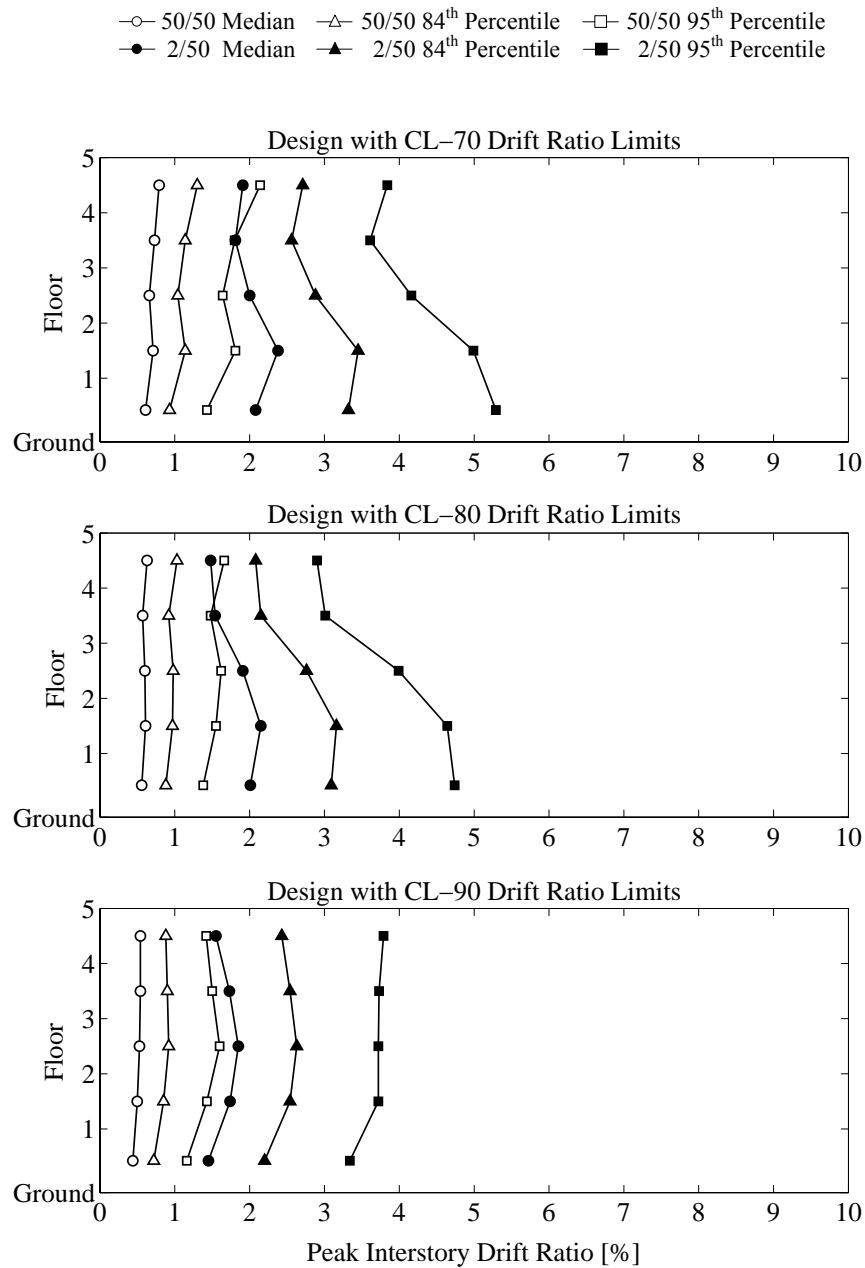 50/50 Median 50/50 84th Percentile 50/50 95th Percentile
2/50 Median 2/50 84th Percentile 2/50 95th Percentile
Design with CL−70 Drift Ratio Limits
5
4
3
2
1
Ground
Floor
0 1 2 3 4 5 6 7 8 9 10
Design with CL−80 Drift Ratio Limits
5
4
3
2
1
Ground
Floor
0 1 2 3 4 5 6 7 8 9 10
Design with CL−90 Drift Ratio Limits
5
4
3
2
1
Ground
Floor
0 1 2 3 4 5 6 7 8 9 10
Peak Interstory Drift Ratio [%]